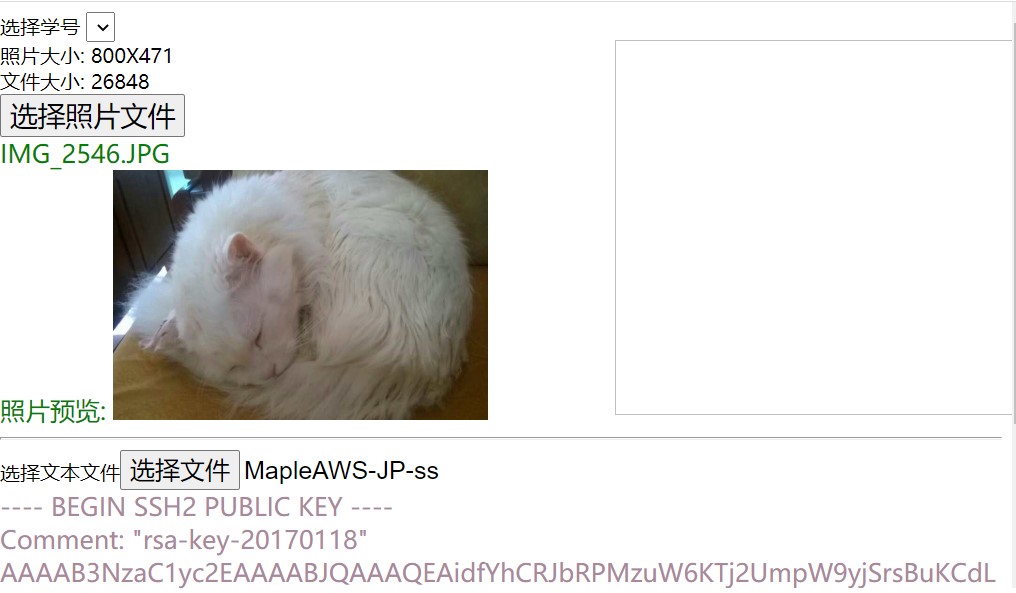 选择学号
照片大小: 800X471
文件大小: 26848
选择照片文件
IMG_2546.JPG
照片预览:
选择文本文件 选择文件 MapleAWS-JP-ss
---- BEGIN SSH2 PUBLIC KEY ----
Comment: "rsa-key-20170118"
AAAAB3NzaC1yc2EAAAABJQAAAQEAidfYhCRJbRPMzuW6KTj2UmpW9yjSrsBuKCdL